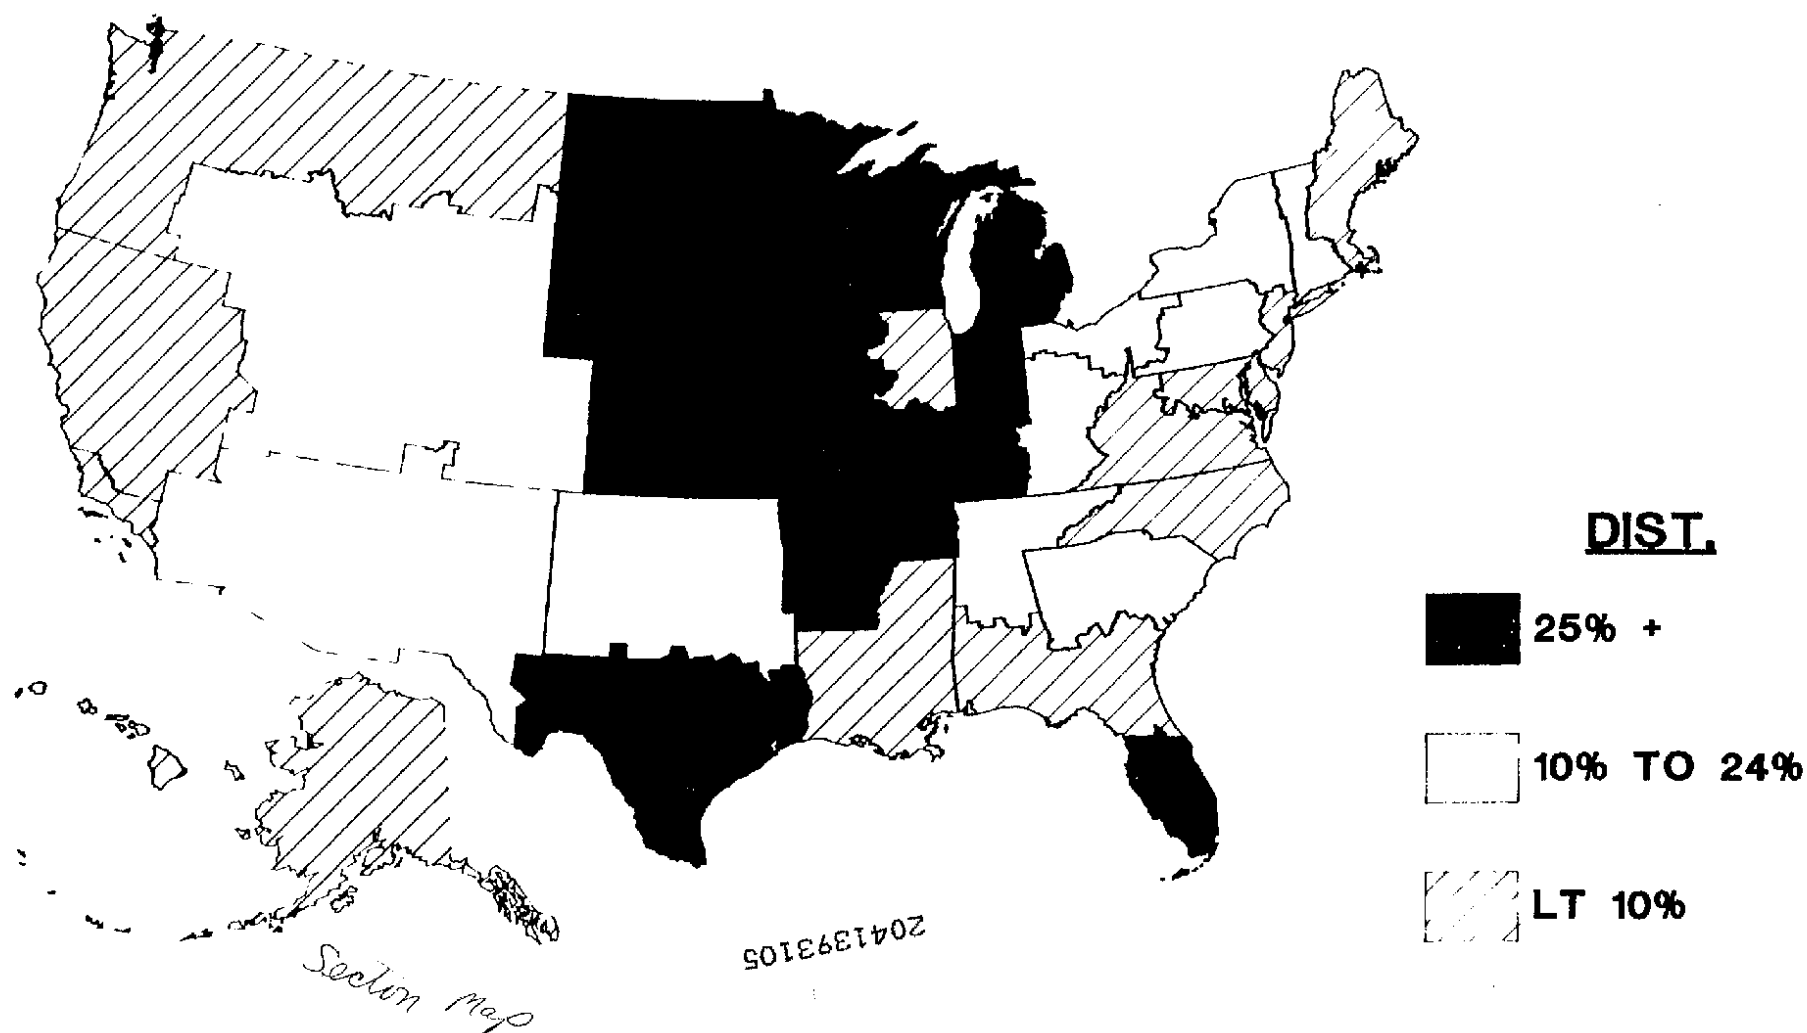 DIST.
25% +
10% TO 24%
LT 10%
2041393105
Section Map